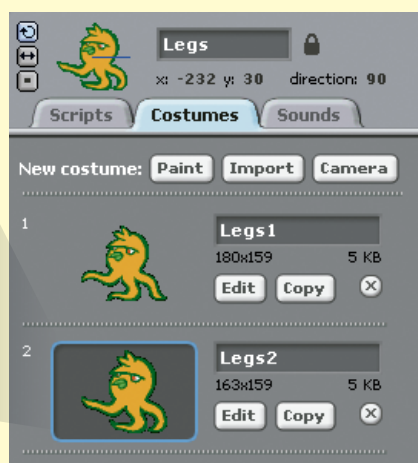 Legs
x: -232 y: 30 direction: 90
Scripts Costumes Sounds
New costume: Paint Import Camera
1
Legs1
180x159 5 KB
Edit Copy
2
Legs2
163x159 5 KB
Edit Copy